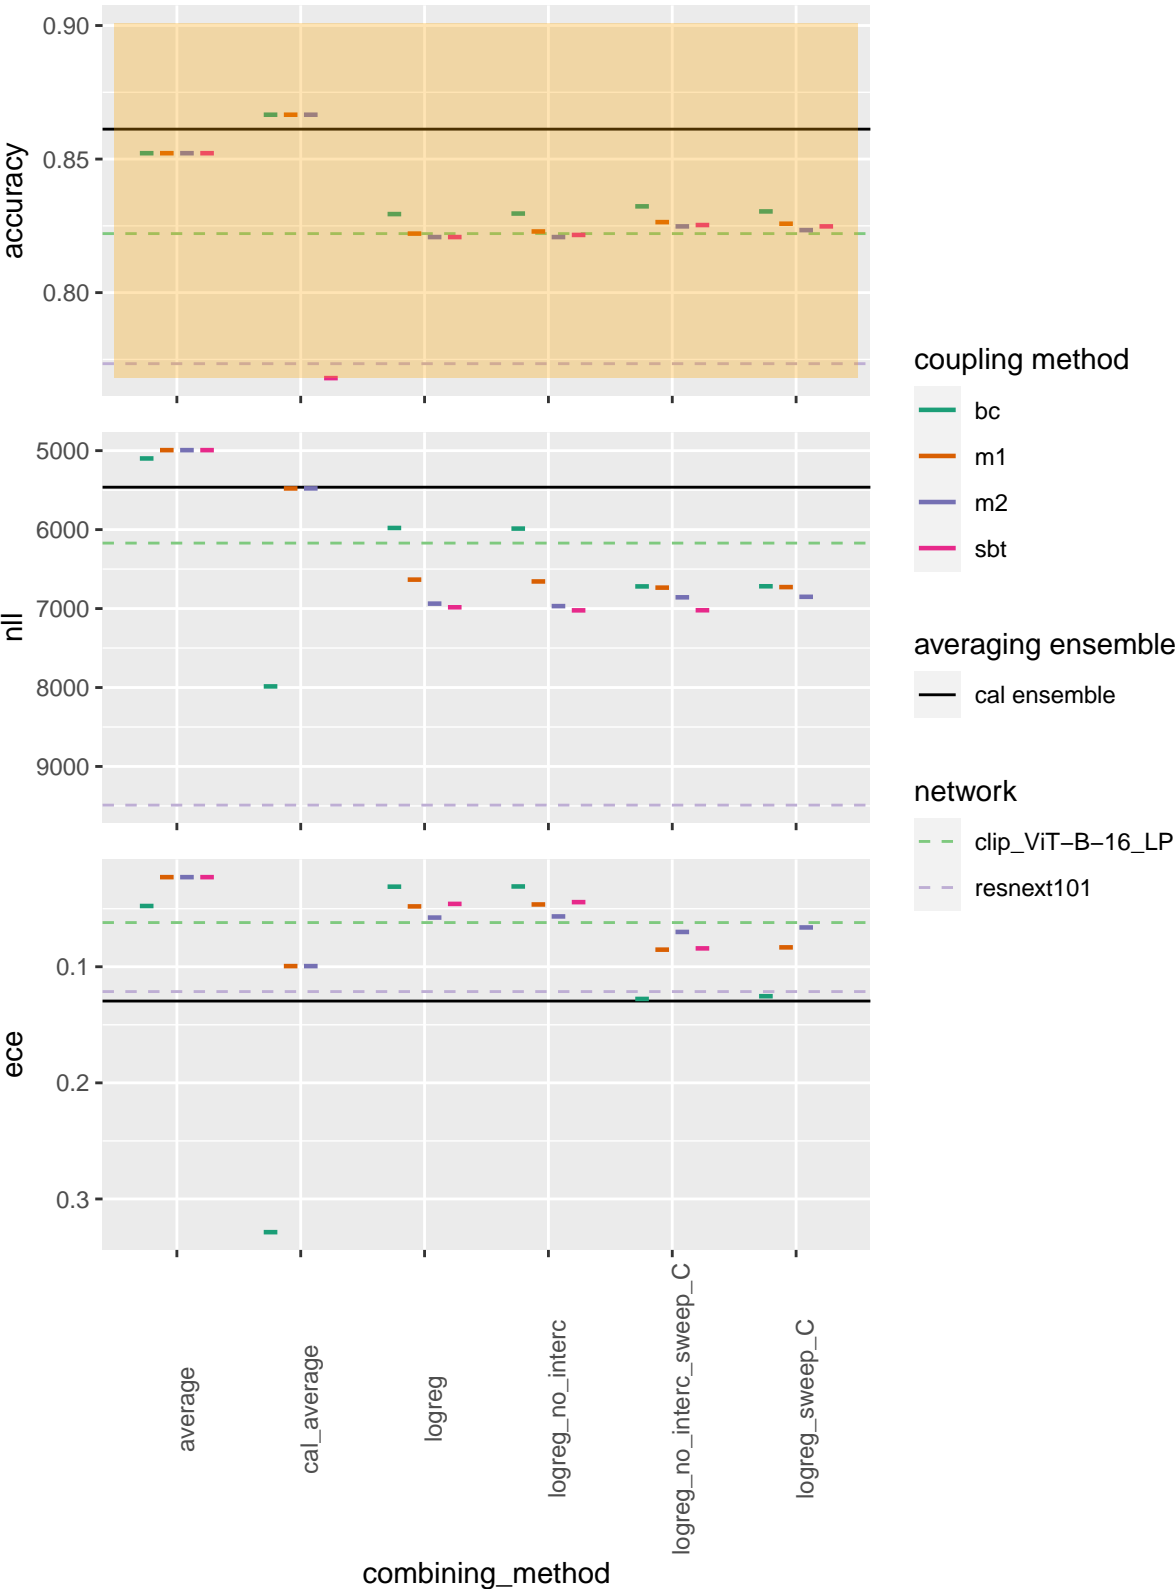 0.90
0.85
0.80
accuracy
5000
6000
7000
8000
9000
nll
0.1
0.2
0.3
ece
average
cal_average
logreg
logreg_no_interc
logreg_no_interc_sweep_C
logreg_sweep_C
combining_method
coupling method
bc
m1
m2
sbt
averaging ensemble
cal ensemble
network
clip_ViT−B−16_LP
resnext101